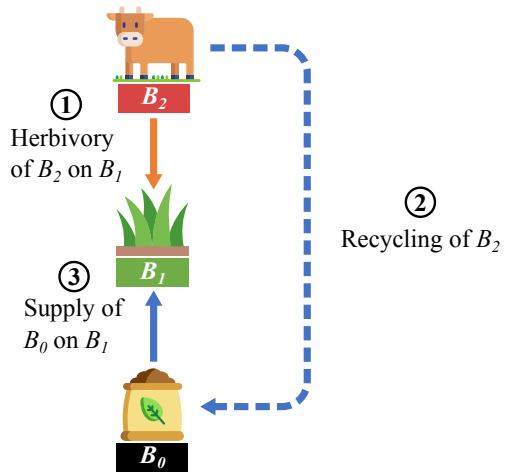 B₂
①
Herbivory
of B₂ on B₁
②
Recycling of B₂
B₁
③
Supply of
B₀ on B₁
B₀